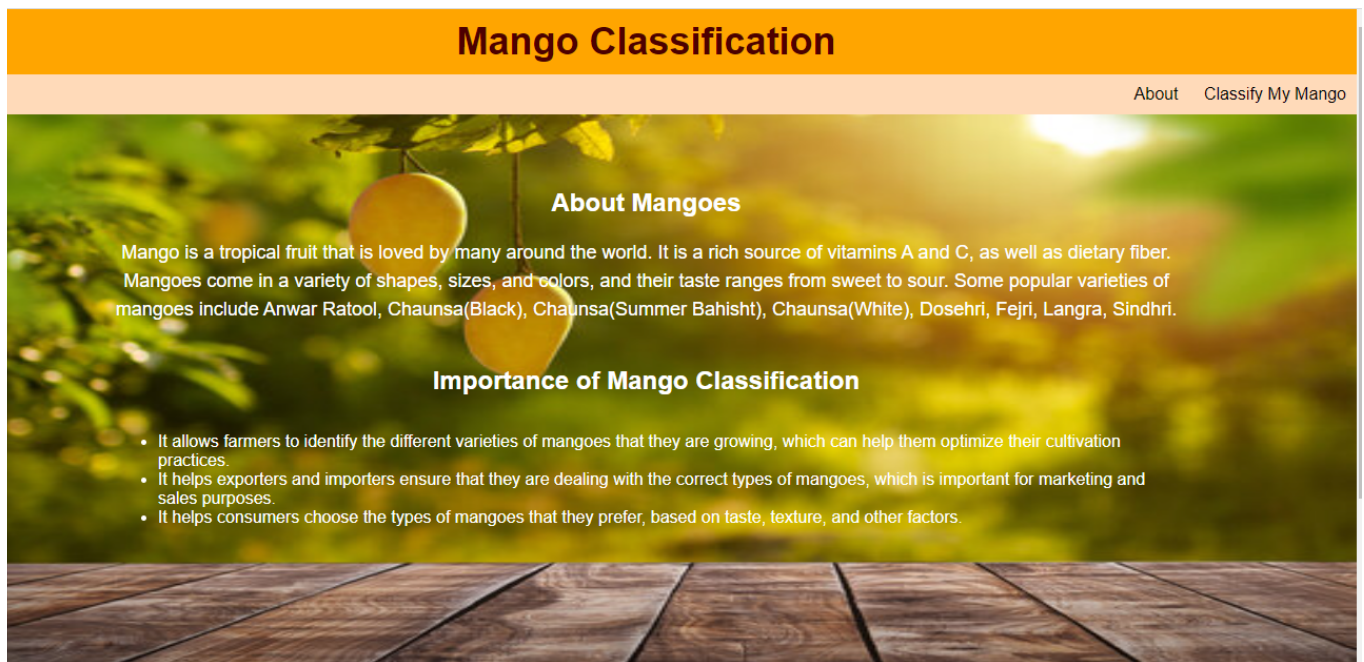 Mango Classification
About Classify My Mango
About Mangoes
Mango is a tropical fruit that is loved by many around the world. It is a rich source of vitamins A and C, as well as dietary fiber.
Mangoes come in a variety of shapes, sizes, and colors, and their taste ranges from sweet to sour. Some popular varieties of
mangoes include Anwar Ratool, Chaunsa(Black), Chaunsa(Summer Bahisht), Chaunsa(White), Dosehri, Fejri, Langra, Sindhri.
Importance of Mango Classification
• It allows farmers to identify the different varieties of mangoes that they are growing, which can help them optimize their cultivation
practices.
• It helps exporters and importers ensure that they are dealing with the correct types of mangoes, which is important for marketing and
sales purposes.
• It helps consumers choose the types of mangoes that they prefer, based on taste, texture, and other factors.